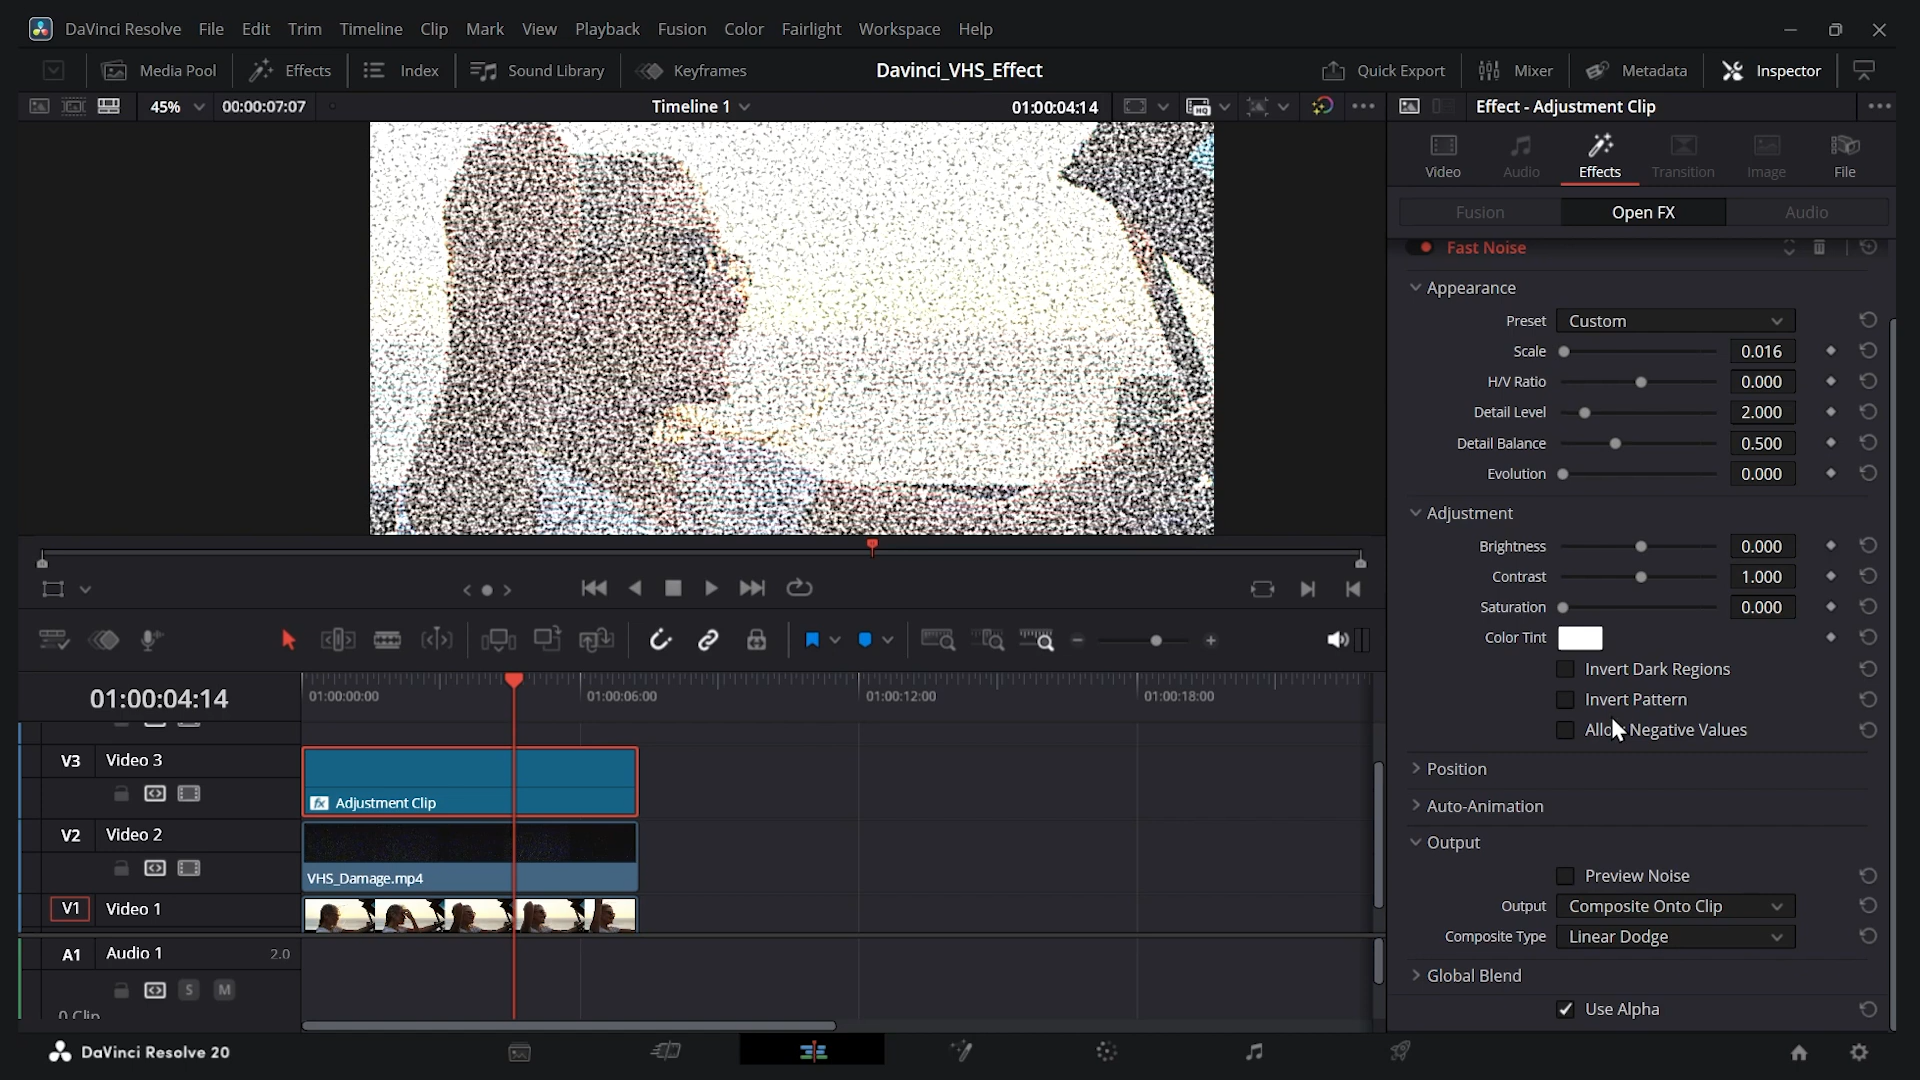 DaVinci Resolve File Edit Trim Timeline Clip Mark View Playback Fusion Color Fairlight Workspace Help
Media Pool Effects Index Sound Library Keyframes Davinci_VHS_Effect Quick Export Mixer Metadata Inspector
45% 00:00:07:07 Timeline 1 01:00:04:14 Effect - Adjustment Clip
Video Audio Effects Transition Image File
Fusion Open FX Audio
Fast Noise
Appearance
Preset Custom
Scale 0.016
H/V Ratio 0.000
Detail Level 2.000
Detail Balance 0.500
Evolution 0.000
Adjustment
Brightness 0.000
Contrast 1.000
Saturation 0.000
Color Tint
Invert Dark Regions
Invert Pattern
Negative Values
Position
Auto-Animation
Output
Preview Noise
Output Composite Onto Clip
Composite Type Linear Dodge
Global Blend
Use Alpha
01:00:04:14 01:00:00:00 01:00:06:00 01:00:12:00 01:00:18:00
V3 Video 3
fx Adjustment Clip
V2 Video 2
VHS_Damage.mp4
V1 Video 1
A1 Audio 1 2.0
S M
0 Clip
DaVinci Resolve 20